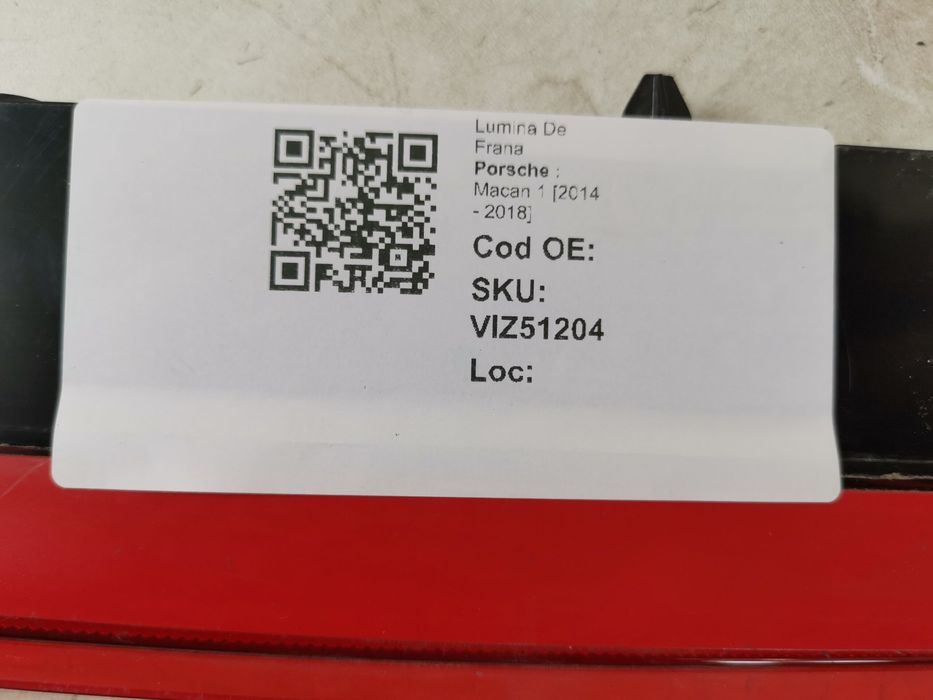 Lumina De
Frana
Porsche :
Macan 1 [2014
- 2018]
Cod OE:
SKU:
VIZ51204
Loc: